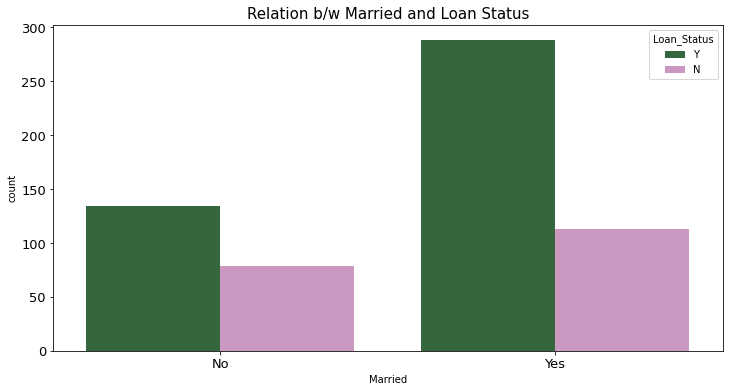 Relation b/w Married and Loan Status
Loan_Status
Y
N
300
250
200
150
100
50
0
count
No
Yes
Married